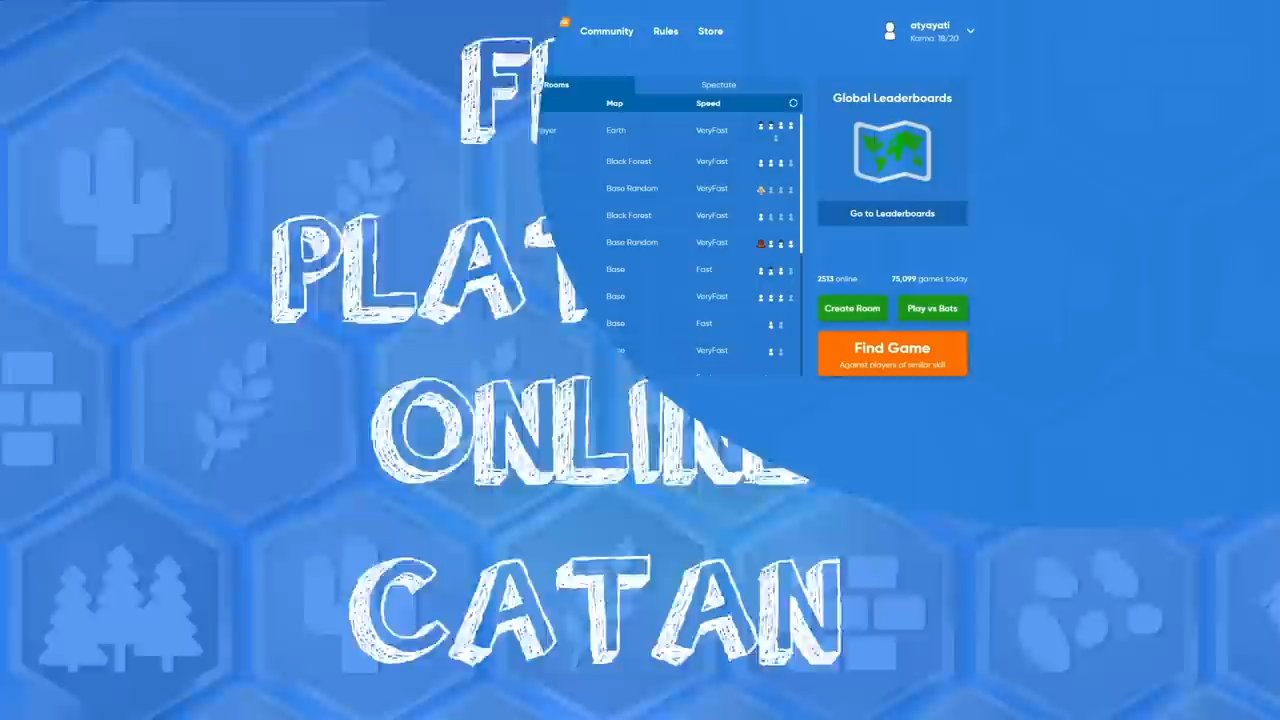 Community Rules Store
atyayati
Karma: 18/20
Rooms Spectate
Map Speed
Earth VeryFast
Black Forest VeryFast
Base Random VeryFast
Black Forest VeryFast
Base Random VeryFast
Base Fast
Base VeryFast
Base Fast
VeryFast
Global Leaderboards
Go to Leaderboards
2513 online 75,099 games today
Create Room Play vs Bots
Find Game
Against players of similar skill
ONLINE
CATAN